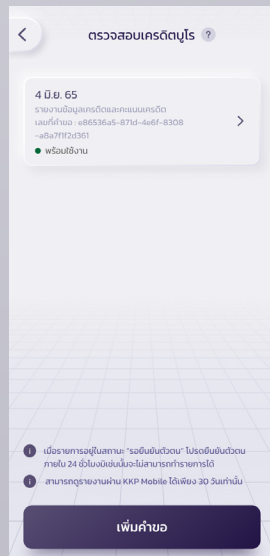 ตรวจสอบเครดิตบูโร ?
4 มิ.ย. 65
รายงานข้อมูลเครดิตและคะแนนเครดิต
เลขที่คำขอ : e86536a5-871d-4e6f-8308
-a8a7f1f2d361
พร้อมใช้งาน
i เมื่อรายการอยู่ในสถานะ "รอยืนยันตัวตน" โปรดยืนยันตัวตน
ภายใน 24 ชั่วโมงมิเช่นนั้นจะไม่สามารถทำรายการได้
i สามารถดูรายงานผ่าน KKP Mobile ได้เพียง 30 วันเท่านั้น
เพิ่มคำขอ